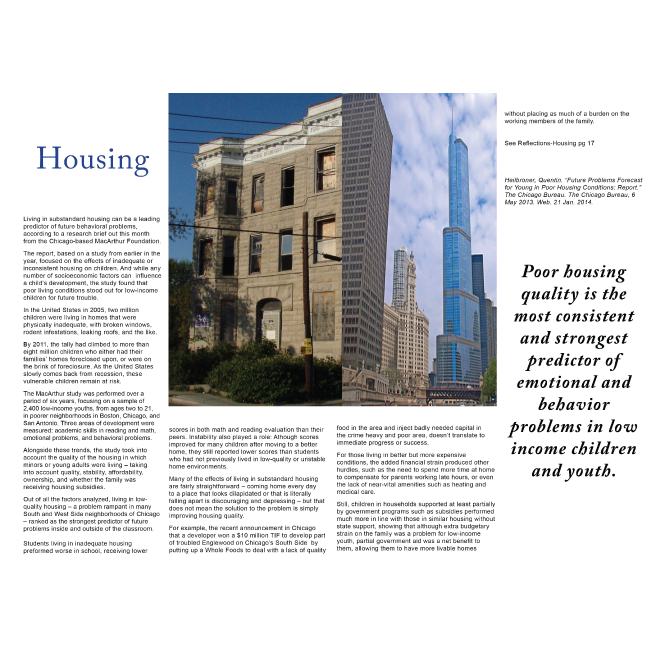 Housing
Living in substandard housing can be a leading
predictor of future behavioral problems,
according to a research brief out this month
from the Chicago-based MacArthur Foundation.
The report, based on a study from earlier in the
year, focused on the effects of inadequate or
inconsistent housing on children. And while any
number of socioeconomic factors can influence
a child's development, the study found that
poor living conditions stood out for low-income
children for future trouble.
In the United States in 2005, two million
children were living in homes that were
physically inadequate, with broken windows,
rodent infestations, leaking roofs, and the like.
By 2011, the tally had climbed to more than
eight million children who either had their
families' homes foreclosed upon, or were on
the brink of foreclosure. As the United States
slowly comes back from recession, these
vulnerable children remain at risk.
The MacArthur study was performed over a
period of six years, focusing on a sample of
2,400 low-income youths, from ages two to 21,
in poorer neighborhoods in Boston, Chicago, and
San Antonio. Three areas of development were
measured: academic skills in reading and math,
emotional problems, and behavioral problems.
Alongside those trends, the study took into
account the quality of the housing in which
minors or young adults were living – taking
into account quality, stability, affordability,
ownership, and whether the family was
receiving housing subsidies.
Out of all the factors analyzed, living in low-
quality housing – a problem rampant in many
South and West Side neighborhoods of Chicago
– ranked as the strongest predictor of future
problems inside and outside of the classroom.
Students living in inadequate housing
preformed worse in school, receiving lower
scores in both math and reading evaluation than their
peers. Instability also played a role: Athough scores
improved for many children after moving to a better
home, they still reported lower scores than students
who had not previously lived in low-quality or unstable
home environments.
Many of the effects of living in substandard housing
are fairly straightforward – coming home every day
to a place that looks dilapidated or that is literally
falling apart is discouraging and depressing – but that
does not mean the solution to the problem is simply
improving housing quality.
For example, the recent announcement in Chicago
that a developer won a $10 million TIF to develop part
of troubled Englewood on Chicago's South Side by
putting up a Whole Foods to deal with a lack of quality
food in the area and inject badly needed capital in
the crime heavy and poor area, doesn't translate to
immediate progress or success.
For those living in better but more expensive
conditions, the added financial strain produced other
hurdles, such as the need to spend more time at home
to compensate for parents working late hours, or even
the lack of near-vital amenities such as heating and
medical care.
Still, children in households supported at least partially
by government programs such as subsidies performed
much more in line with those in similar housing without
state support, showing that although extra budgetary
strain on the family was a problem for low-income
youth, partial government aid was a net benefit to
them, allowing them to have more livable homes
without placing as much of a burden on the
working members of the family.
See Reflections-Housing pg 17
Heilbroner, Quentin. "Future Problems Forecast
for Young in Poor Housing Conditions: Report."
The Chicago Bureau. The Chicago Bureau, 6
May 2013. Web. 21 Jan. 2014.
Poor housing
quality is the
most consistent
and strongest
predictor of
emotional and
behavior
problems in low
income children
and youth.